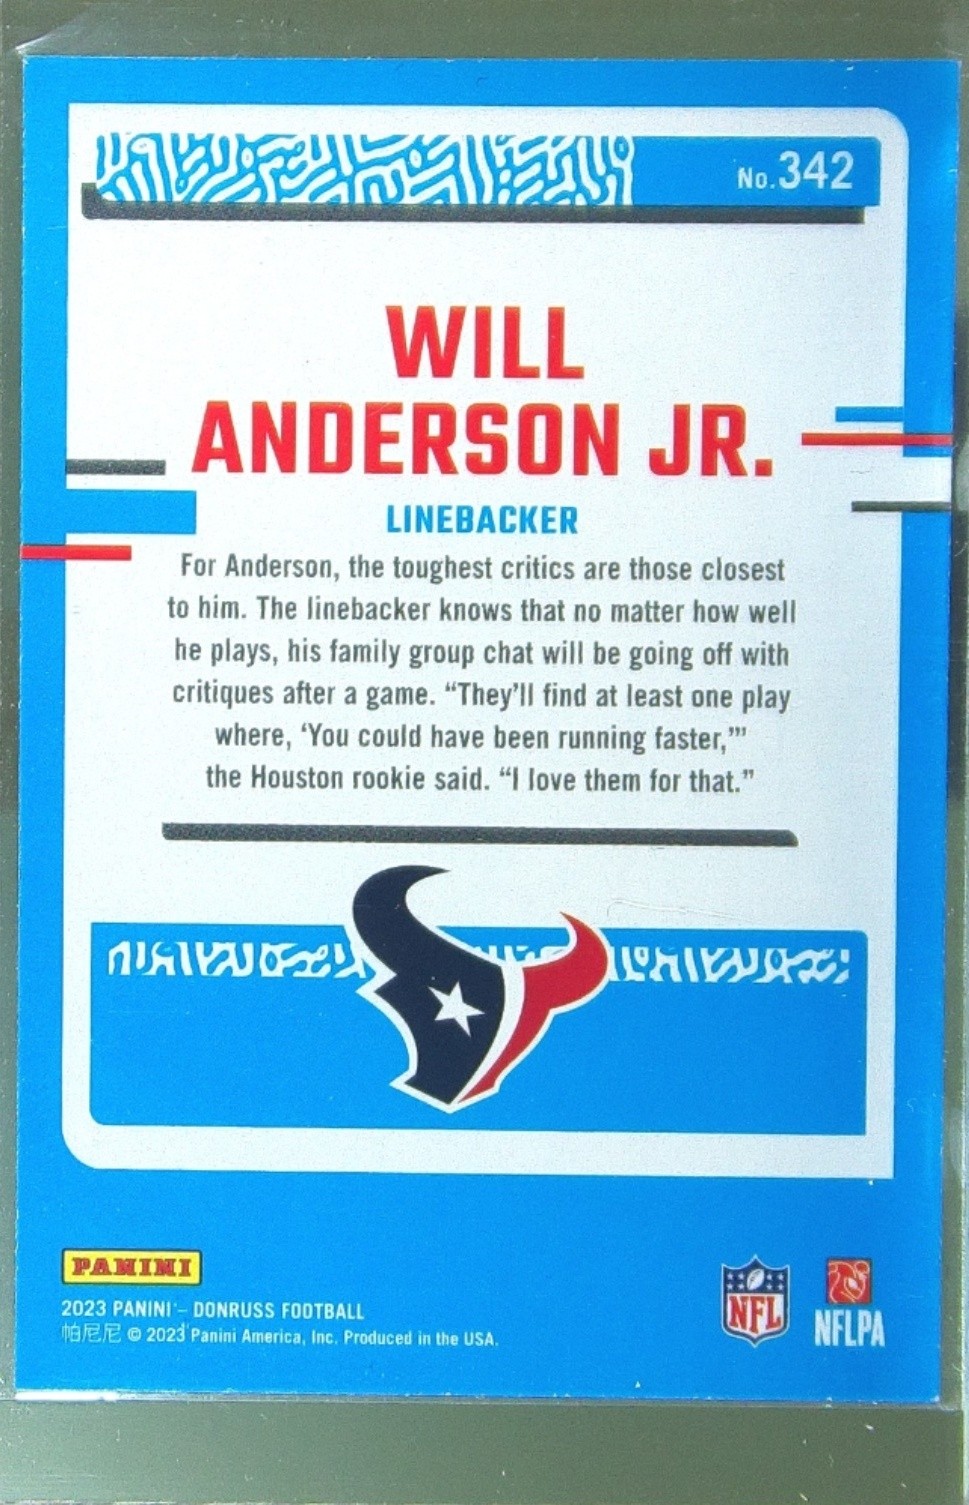 No.342
WILL
ANDERSON JR.
LINEBACKER
For Anderson, the toughest critics are those closest
to him. The linebacker knows that no matter how well
he plays, his family group chat will be going off with
critiques after a game. “They’ll find at least one play
where, ‘You could have been running faster,’”
the Houston rookie said. “I love them for that.”
PANINI
2023 PANINI – DONRUSS FOOTBALL
帕尼尼 © 2023 Panini America, Inc. Produced in the USA.
NFL
NFLPA